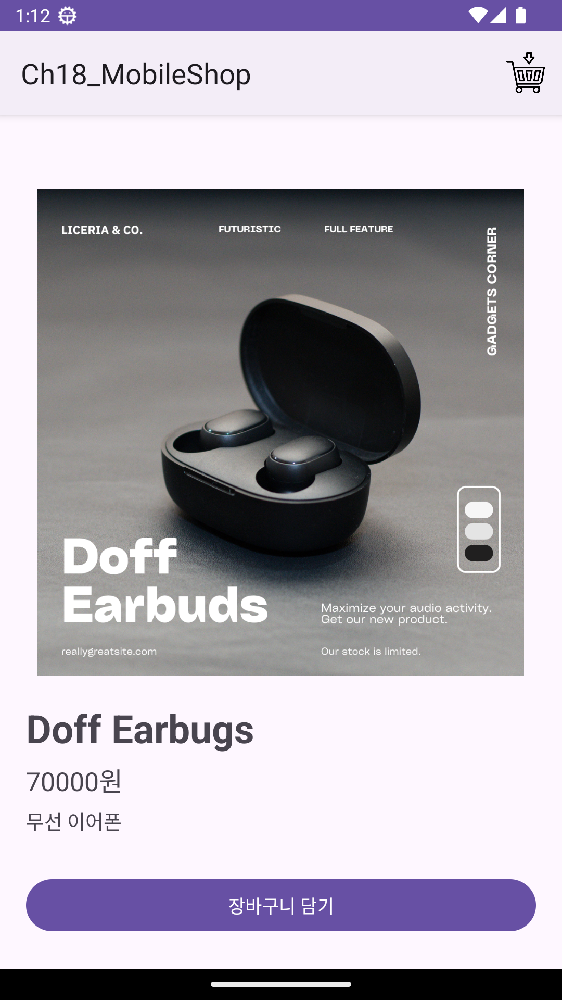 1:12
Ch18_MobileShop
LICERIA & CO.
FUTURISTIC
FULL FEATURE
GADGETS CORNER
Doff
Earbuds
Maximize your audio activity.
Get our new product.
reallygreatsite.com
Our stock is limited.
Doff Earbugs
70000원
무선 이어폰
장바구니 담기